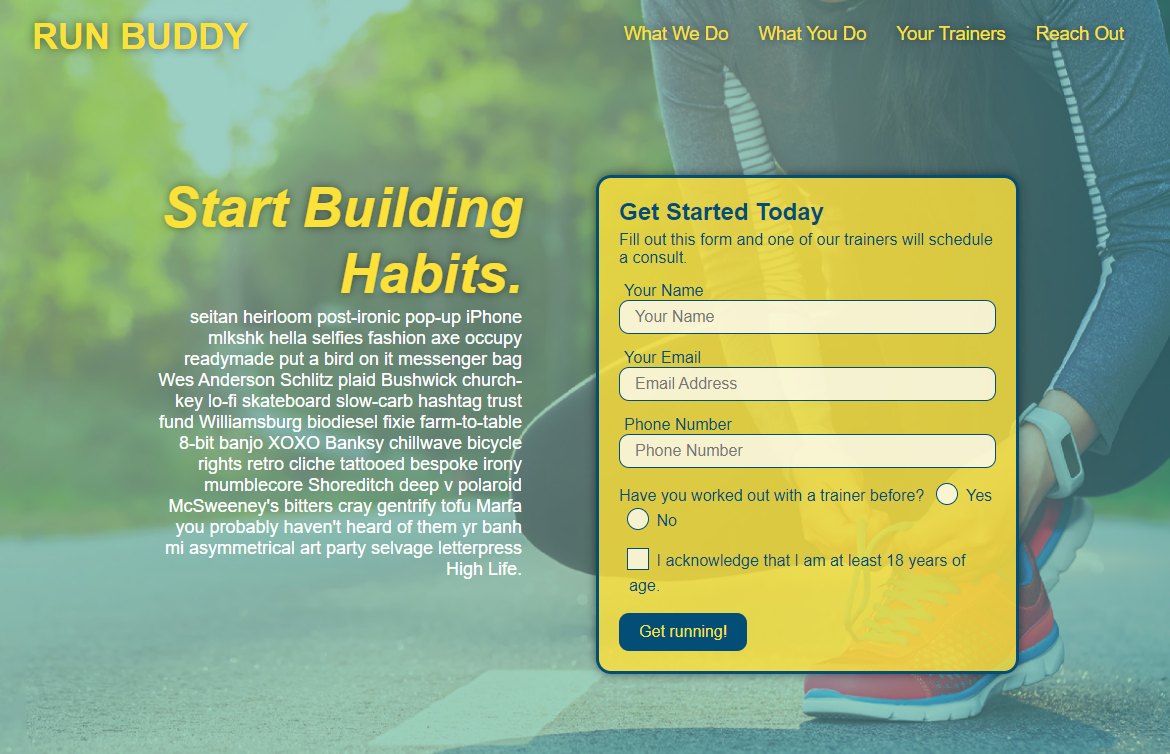 RUN BUDDY
What We Do What You Do Your Trainers Reach Out
Start Building
Habits.
seitan heirloom post-ironic pop-up iPhone
mlkshk hella selfies fashion axe occupy
readymade put a bird on it messenger bag
Wes Anderson Schlitz plaid Bushwick church-
key lo-fi skateboard slow-carb hashtag trust
fund Williamsburg biodiesel fixie farm-to-table
8-bit banjo XOXO Banksy chillwave bicycle
rights retro cliche tattooed bespoke irony
mumblecore Shoreditch deep v polaroid
McSweeney's bitters cray gentrify tofu Marfa
you probably haven't heard of them yr banh
mi asymmetrical art party selvage letterpress
High Life.
Get Started Today
Fill out this form and one of our trainers will schedule
a consult.
Your Name
Your Name
Your Email
Email Address
Phone Number
Phone Number
Have you worked out with a trainer before? Yes
No
I acknowledge that I am at least 18 years of
age.
Get running!